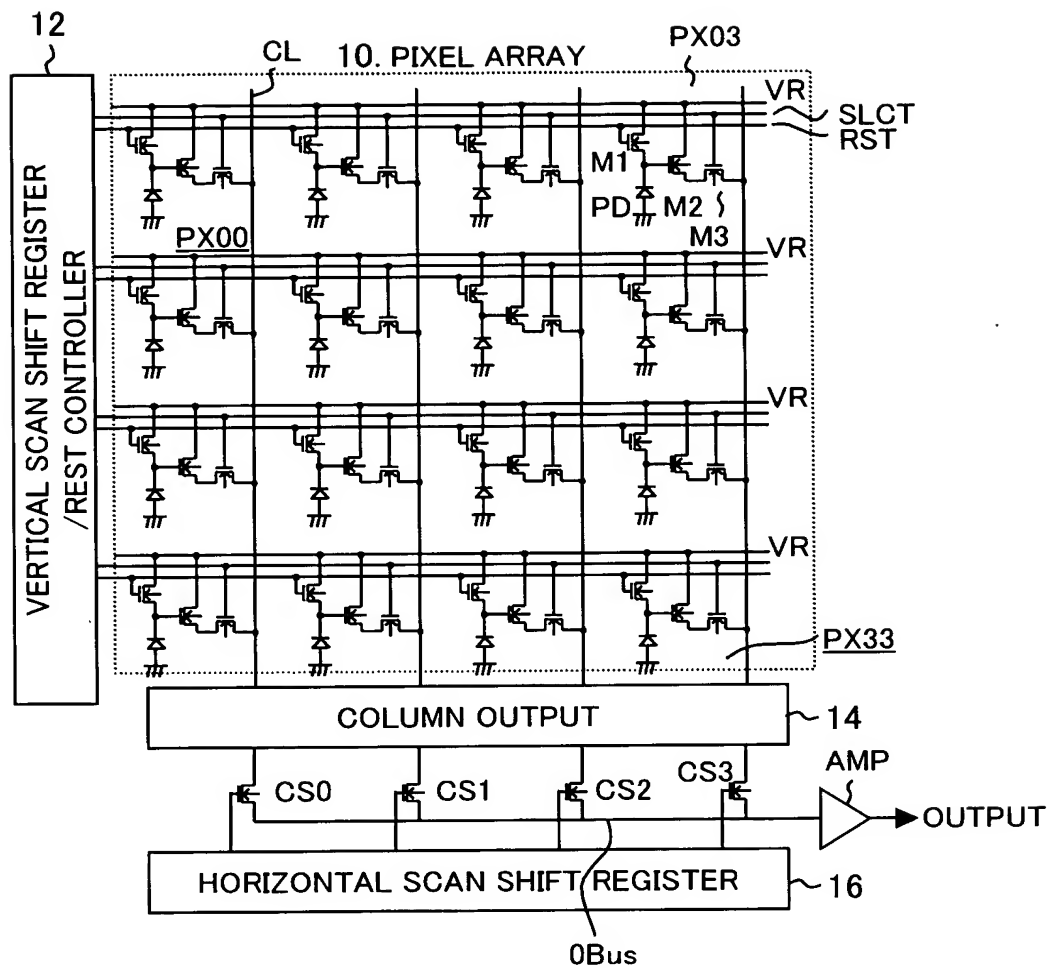 12
CL
10. PIXEL ARRAY
PX03
VR
SLCT
RST
M1
PD
M2
M3
PX00
VR
VERTICAL SCAN SHIFT REGISTER
/REST CONTROLLER
VR
VR
PX33
COLUMN OUTPUT
14
CS0
CS1
CS2
CS3
AMP
OUTPUT
HORIZONTAL SCAN SHIFT REGISTER
16
0Bus